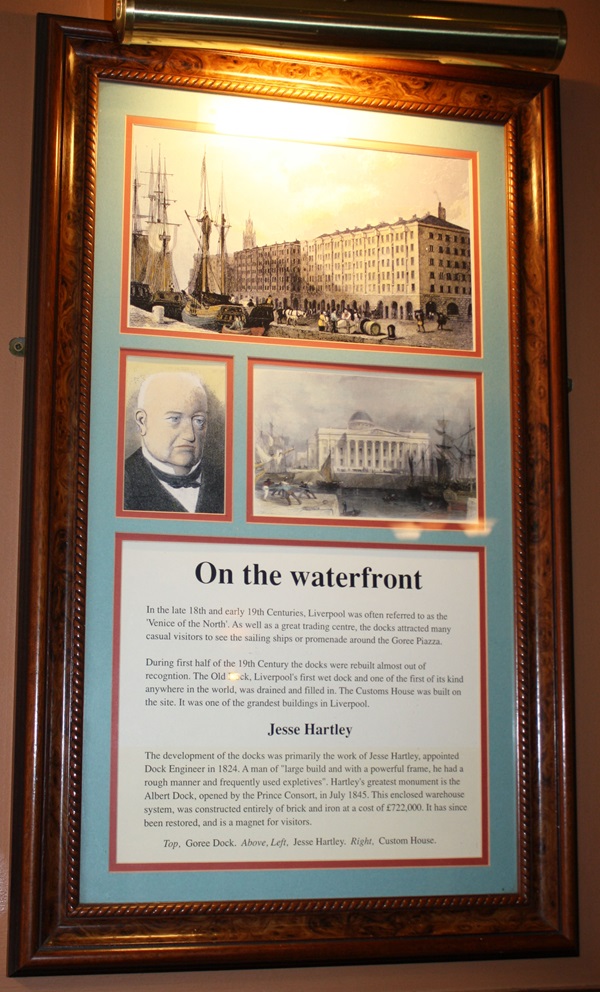 On the waterfront
In the late 18th and early 19th Centuries, Liverpool was often referred to as the
'Venice of the North'. As well as a great trading centre, the docks attracted many
casual visitors to see the sailing ships or promenade around the Goree Piazza.
During first half of the 19th Century the docks were rebuilt almost out of
recogntion. The Old Dock, Liverpool's first wet dock and one of the first of its kind
anywhere in the world, was drained and filled in. The Customs House was built on
the site. It was one of the grandest buildings in Liverpool.
Jesse Hartley
The development of the docks was primarily the work of Jesse Hartley, appointed
Dock Engineer in 1824. A man of "large build and with a powerful frame, he had a
rough manner and frequently used expletives". Hartley's greatest monument is the
Albert Dock, opened by the Prince Consort, in July 1845. This enclosed warehouse
system, was constructed entirely of brick and iron at a cost of £722,000. It has since
been restored, and is a magnet for visitors.
Top, Goree Dock. Above, Left, Jesse Hartley. Right, Custom House.